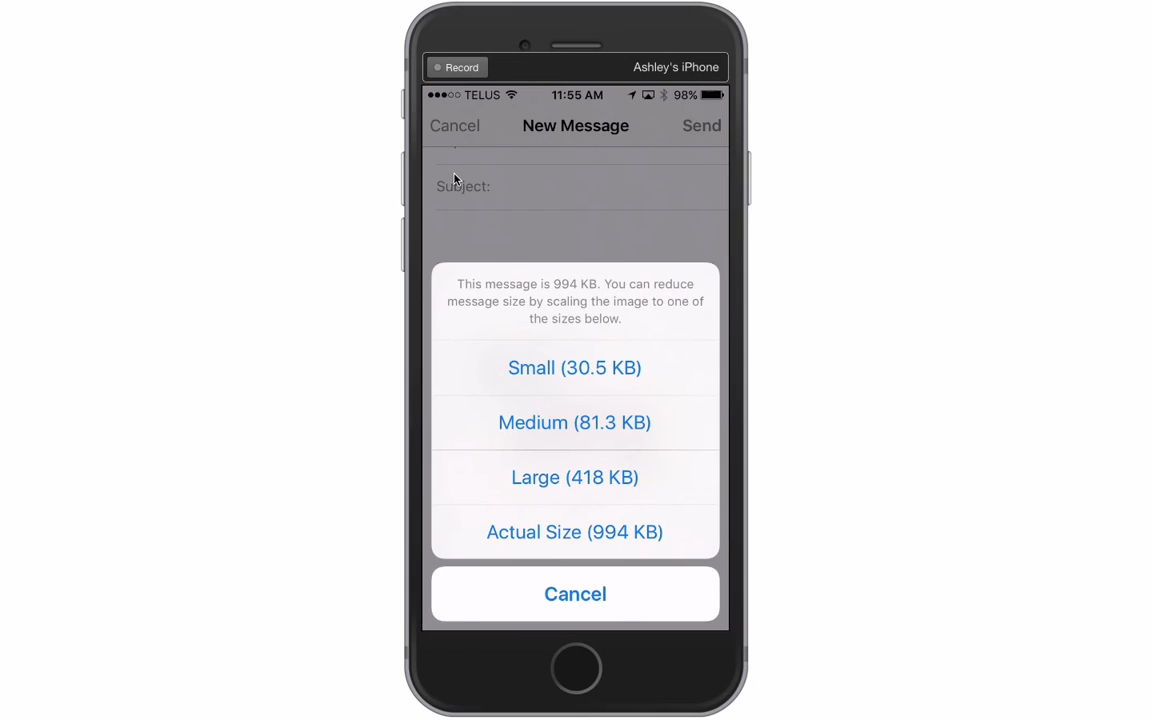 Record
Ashley's iPhone
TELUS 11:55 AM 98%
Cancel New Message Send
Subject:
This message is 994 KB. You can reduce
message size by scaling the image to one of
the sizes below.
Small (30.5 KB)
Medium (81.3 KB)
Large (418 KB)
Actual Size (994 KB)
Cancel